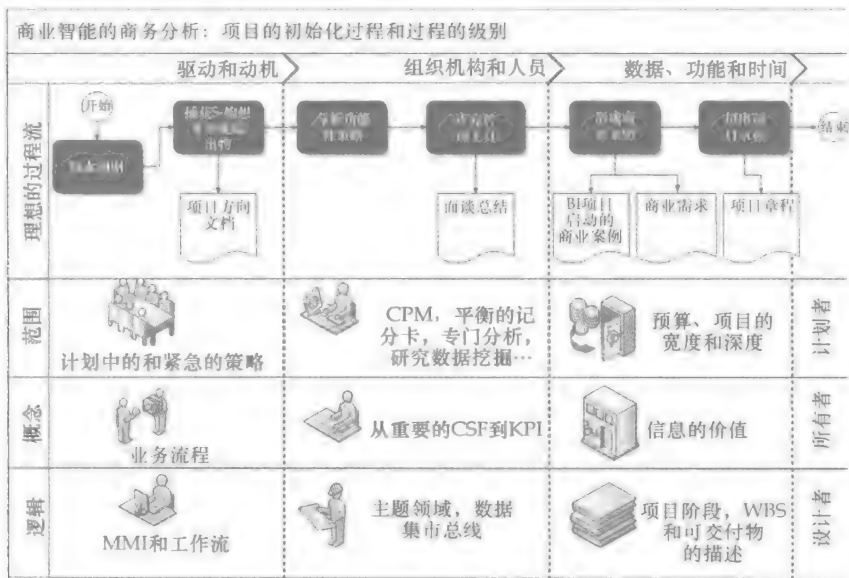 商业智能的商务分析：项目的初始化过程和过程的级别
驱动和动机
组织机构和人员
数据、功能和时间
理想的过程流
开始
出物
结束
项目方向
文档
面谈总结
BI项目
启动的
商业案例
商业需求
项目章程
范围
计划中的和紧急的策略
CPM，平衡的记
分卡，专门分析，
研究数据挖掘…
预算、项目的
宽度和深度
计划者
概念
业务流程
从重要的CSF到KPI
信息的价值
所有者
逻辑
MMI和工作流
主题领域，数据
集市总线
项目阶段，WBS
和可交付物
的描述
设计者